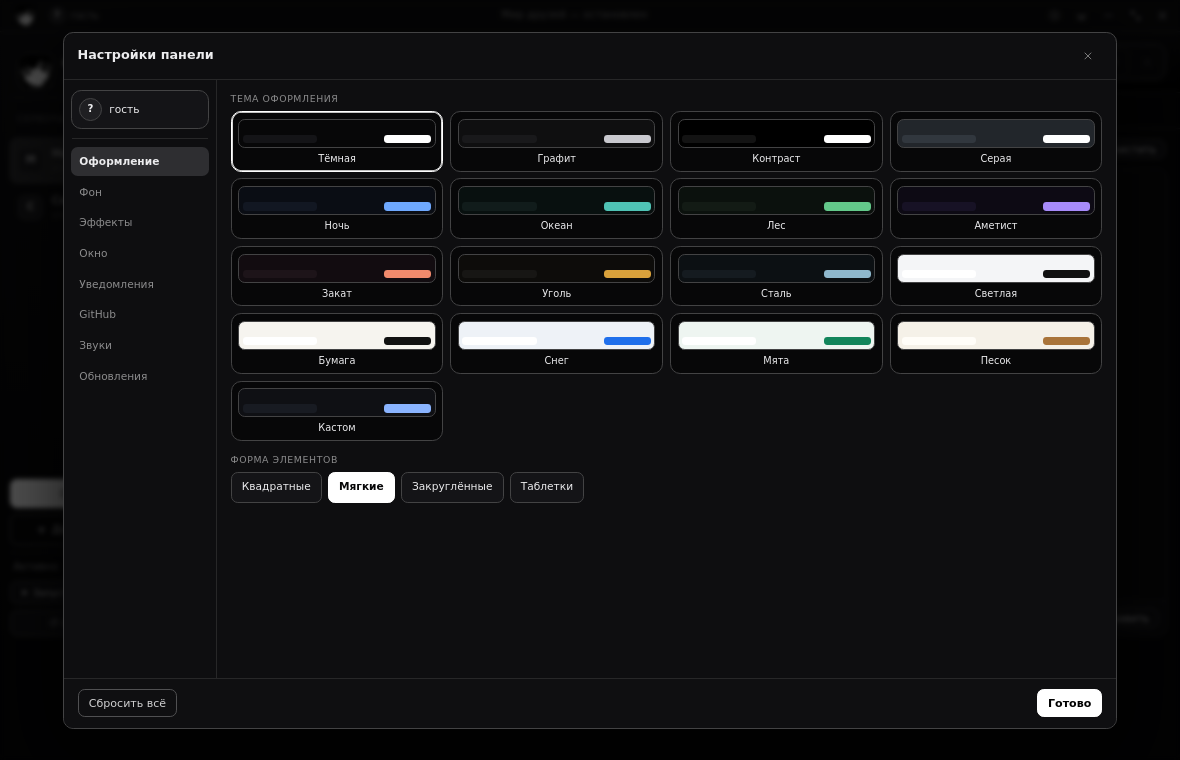 Настройки панели
×
?
гость
Оформление
Фон
Эффекты
Окно
Уведомления
GitHub
Звуки
Обновления
ТЕМА ОФОРМЛЕНИЯ
Тёмная
Графит
Контраст
Серая
Ночь
Океан
Лес
Аметист
Закат
Уголь
Сталь
Светлая
Бумага
Снег
Мята
Песок
Кастом
ФОРМА ЭЛЕМЕНТОВ
Квадратные
Мягкие
Закруглённые
Таблетки
Сбросить всё
Готово